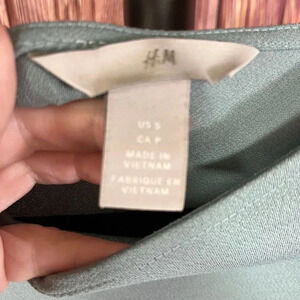 H&M
US S
CA P
MADE IN
VIETNAM
FABRIQUÉ EN
VIETNAM